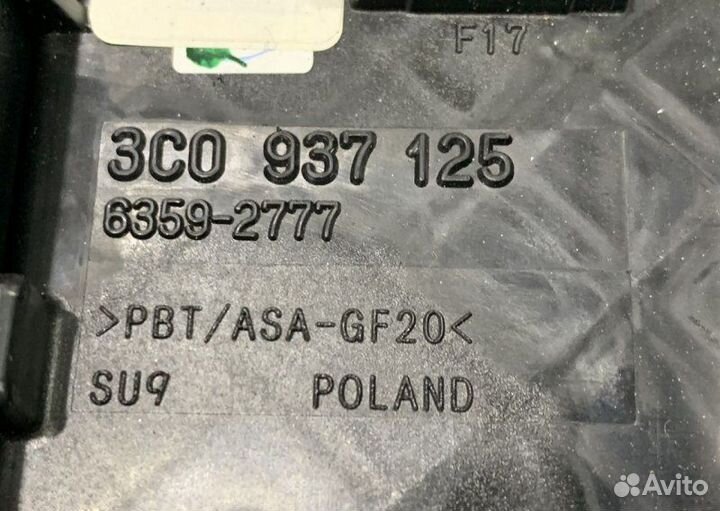 F17
3C0 937 125
6359-2777
>PBT/ASA-GF20<
SU9 POLAND
Avito